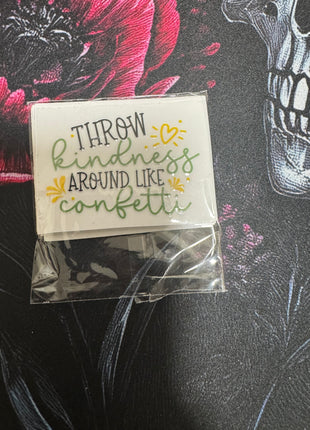 THROW
kindness
AROUND LIKE
confetti